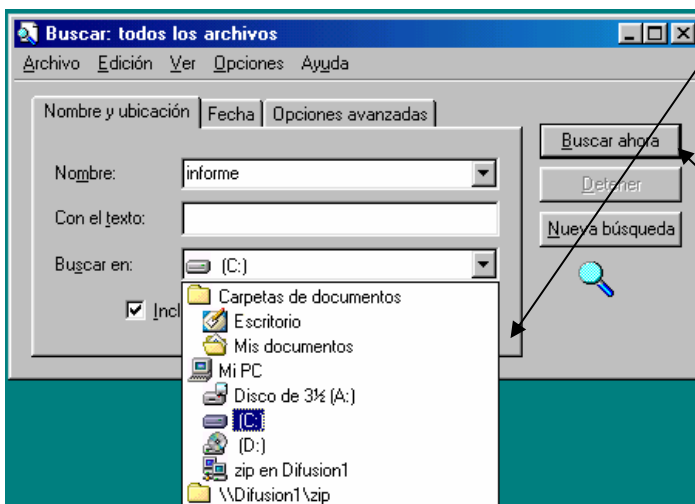 Buscar: todos los archivos
Archivo Edición Ver Opciones Ayuda
Nombre y ubicación Fecha Opciones avanzadas
Buscar ahora
Nombre: informe
Detener
Con el texto:
Nueva búsqueda
Buscar en: (C:)
Incl
Carpetas de documentos
Escritorio
Mis documentos
Mi PC
Disco de 3½ (A:)
(C:)
(D:)
zip en Difusion1
\\Difusion1\zip